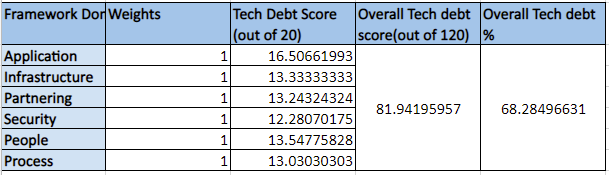 Framework Dor Weights Tech Debt Score Overall Tech debt Overall Tech debt
(out of 20) score(out of 120) %
Application 1 16.50661993
Infrastructure 1 13.33333333
Partnering 1 13.24324324
81.94195957 68.28496631
Security 1 12.28070175
People 1 13.54775828
Process 1 13.03030303